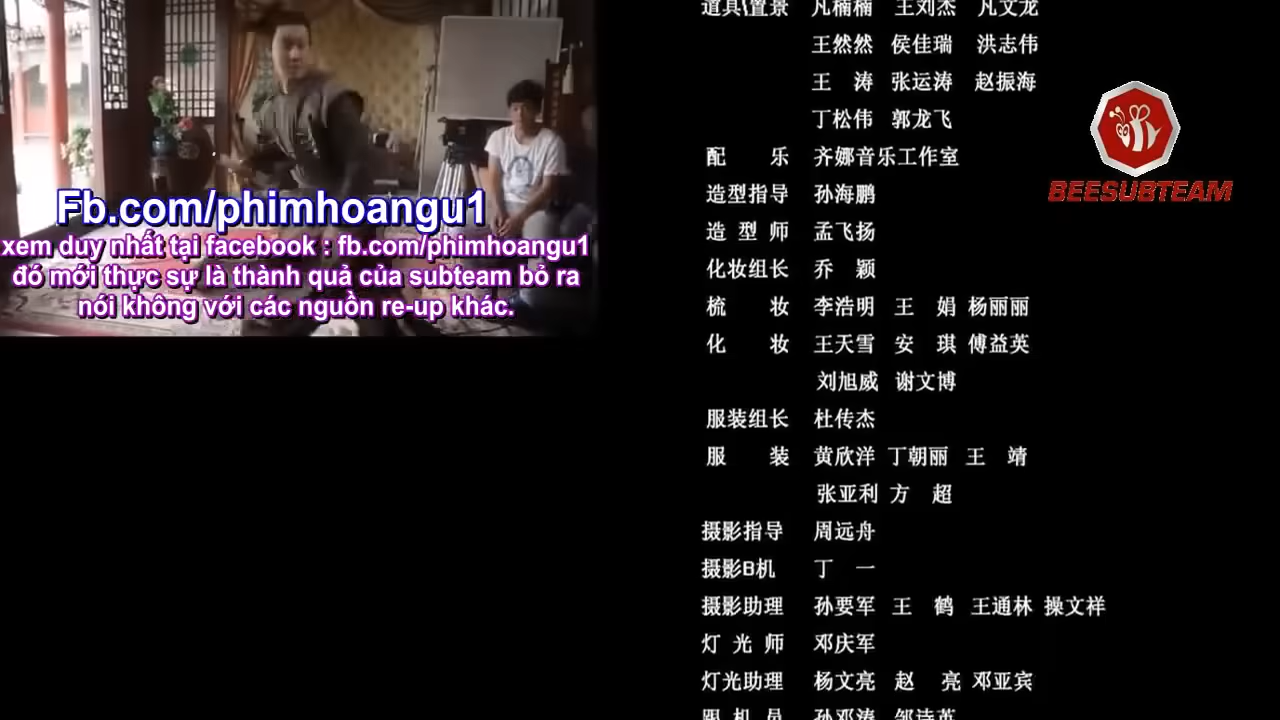 Fb.com/phimhoangu1
xem duy nhất tại facebook : fb.com/phimhoangu1
đó mới thực sự là thành quả của subteam bỏ ra
nói không với các nguồn re-up khác.
道具\置景 凡楠楠 王刘杰 凡文龙
王然然 侯佳瑞 洪志伟
王 涛 张运涛 赵振海
丁松伟 郭龙飞
配 乐 齐娜音乐工作室
造型指导 孙海鹏
造 型 师 孟飞扬
化妆组长 乔 颖
梳 妆 李浩明 王 娟 杨丽丽
化 妆 王天雪 安 琪 傅益英
刘旭威 谢文博
服装组长 杜传杰
服 装 黄欣洋 丁朝丽 王 靖
张亚利 方 超
摄影指导 周远舟
摄影B机 丁 一
摄影助理 孙要军 王 鹤 王通林 操文祥
灯 光 师 邓庆军
灯光助理 杨文亮 赵 亮 邓亚宾
跟 机 员 孙邓涛 邹诗英
BEESUBTEAM